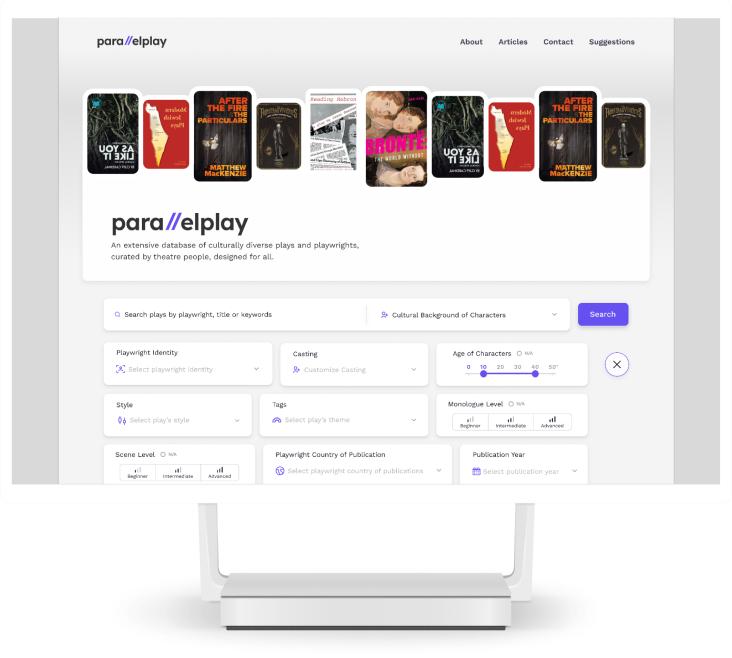 para//elplay
About Articles Contact Suggestions
AS YOU LIKE IT
BY CLIFF CARDINAL
Modern Jewish Plays
AFTER THE FIRE
THE PARTICULARS
MATTHEW MacKENZIE
Reading Hebron
BRONTË
THE WORLD WITHOUT
AS YOU LIKE IT
BY CLIFF CARDINAL
Modern Jewish Plays
AFTER THE FIRE
THE PARTICULARS
MATTHEW MacKENZIE
para//elplay
An extensive database of culturally diverse plays and playwrights,
curated by theatre people, designed for all.
Search plays by playwright, title or keywords
Cultural Background of Characters
Search
Playwright Identity
Select playwright identity
Casting
Customize Casting
Age of Characters N/A
0 10 20 30 40 50+
Style
Select play's style
Tags
Select play's theme
Monologue Level N/A
Beginner Intermediate Advanced
Scene Level N/A
Beginner Intermediate Advanced
Playwright Country of Publication
Select playwright country of publications
Publication Year
Select publication year